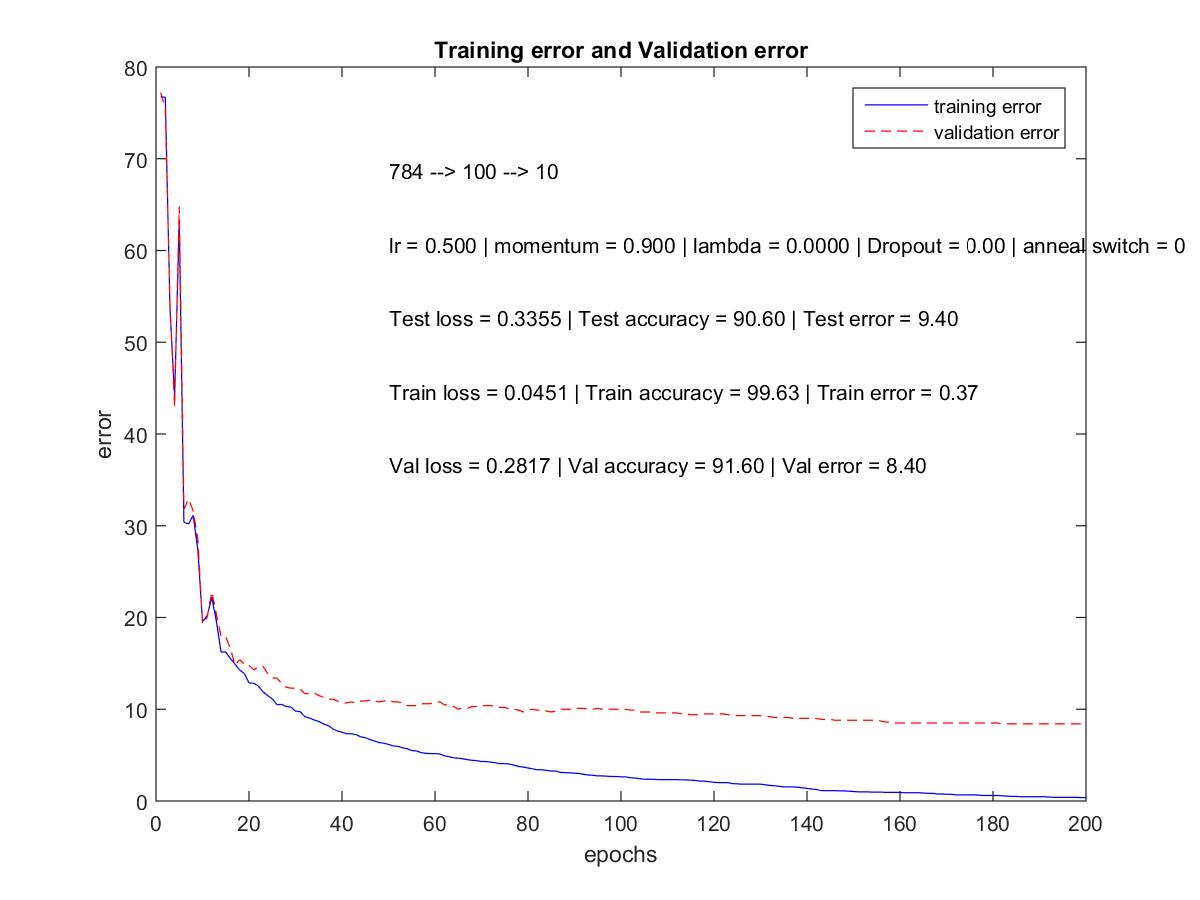 Training error and Validation error
80
70
60
50
40
30
20
10
0
error
training error
validation error
784 --> 100 --> 10
lr = 0.500 | momentum = 0.900 | lambda = 0.0000 | Dropout = 0.00 | anneal switch = 0
Test loss = 0.3355 | Test accuracy = 90.60 | Test error = 9.40
Train loss = 0.0451 | Train accuracy = 99.63 | Train error = 0.37
Val loss = 0.2817 | Val accuracy = 91.60 | Val error = 8.40
0 20 40 60 80 100 120 140 160 180 200
epochs